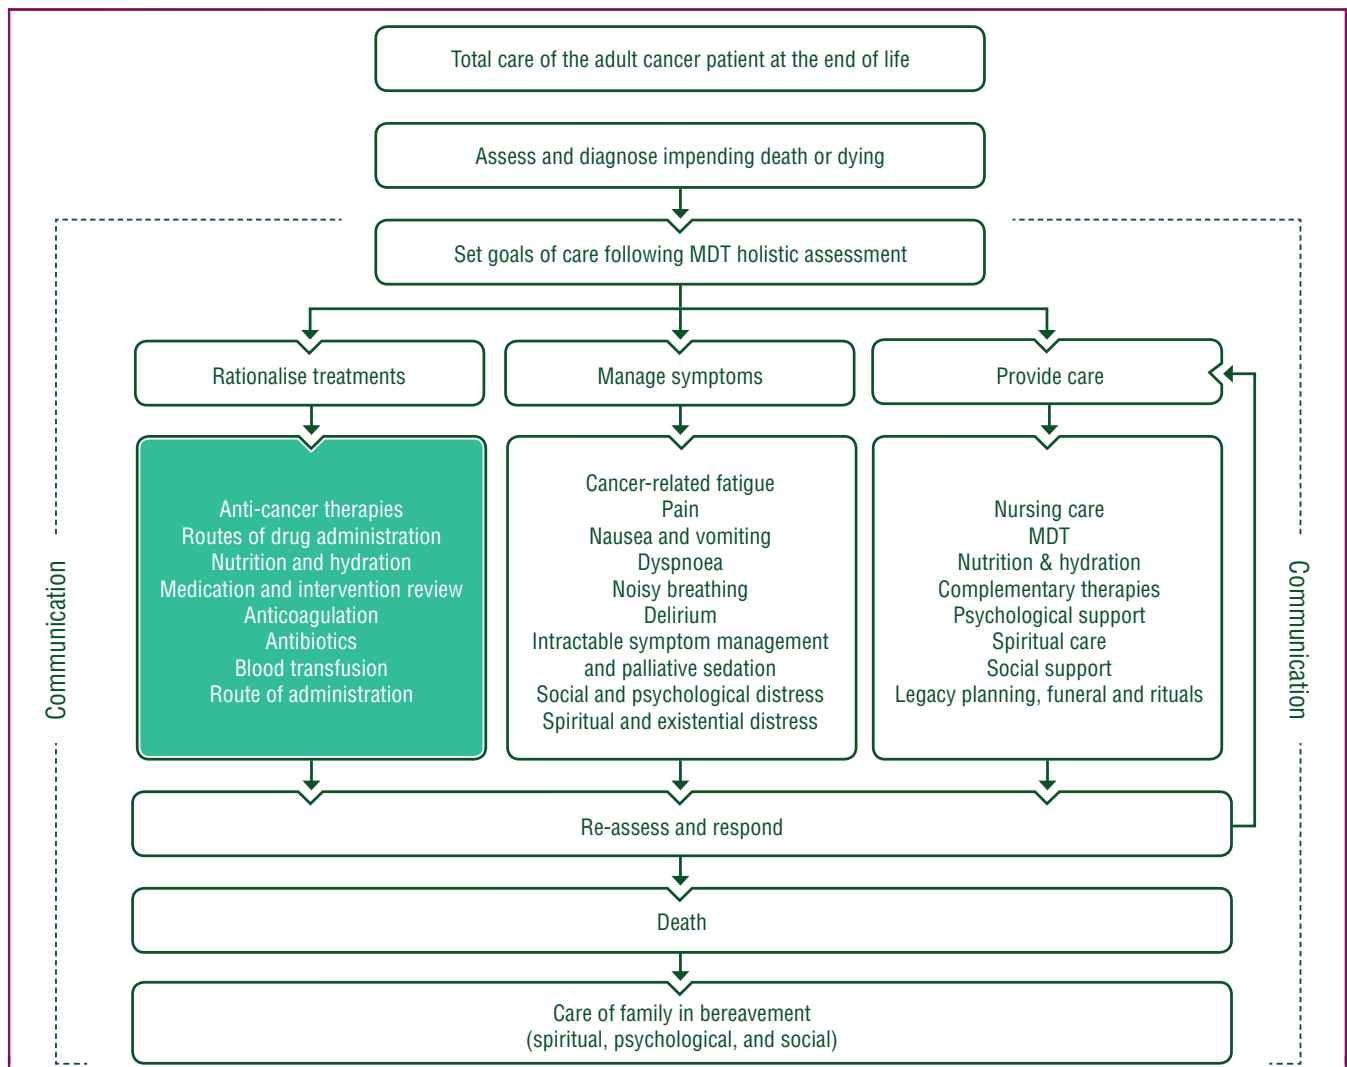 Total care of the adult cancer patient at the end of life
Assess and diagnose impending death or dying
Set goals of care following MDT holistic assessment
Rationalise treatments
Manage symptoms
Provide care
Anti-cancer therapies
Routes of drug administration
Nutrition and hydration
Medication and intervention review
Anticoagulation
Antibiotics
Blood transfusion
Route of administration
Cancer-related fatigue
Pain
Nausea and vomiting
Dyspnoea
Noisy breathing
Delirium
Intractable symptom management
and palliative sedation
Social and psychological distress
Spiritual and existential distress
Nursing care
MDT
Nutrition & hydration
Complementary therapies
Psychological support
Spiritual care
Social support
Legacy planning, funeral and rituals
Communication
Communication
Re-assess and respond
Death
Care of family in bereavement
(spiritual, psychological, and social)